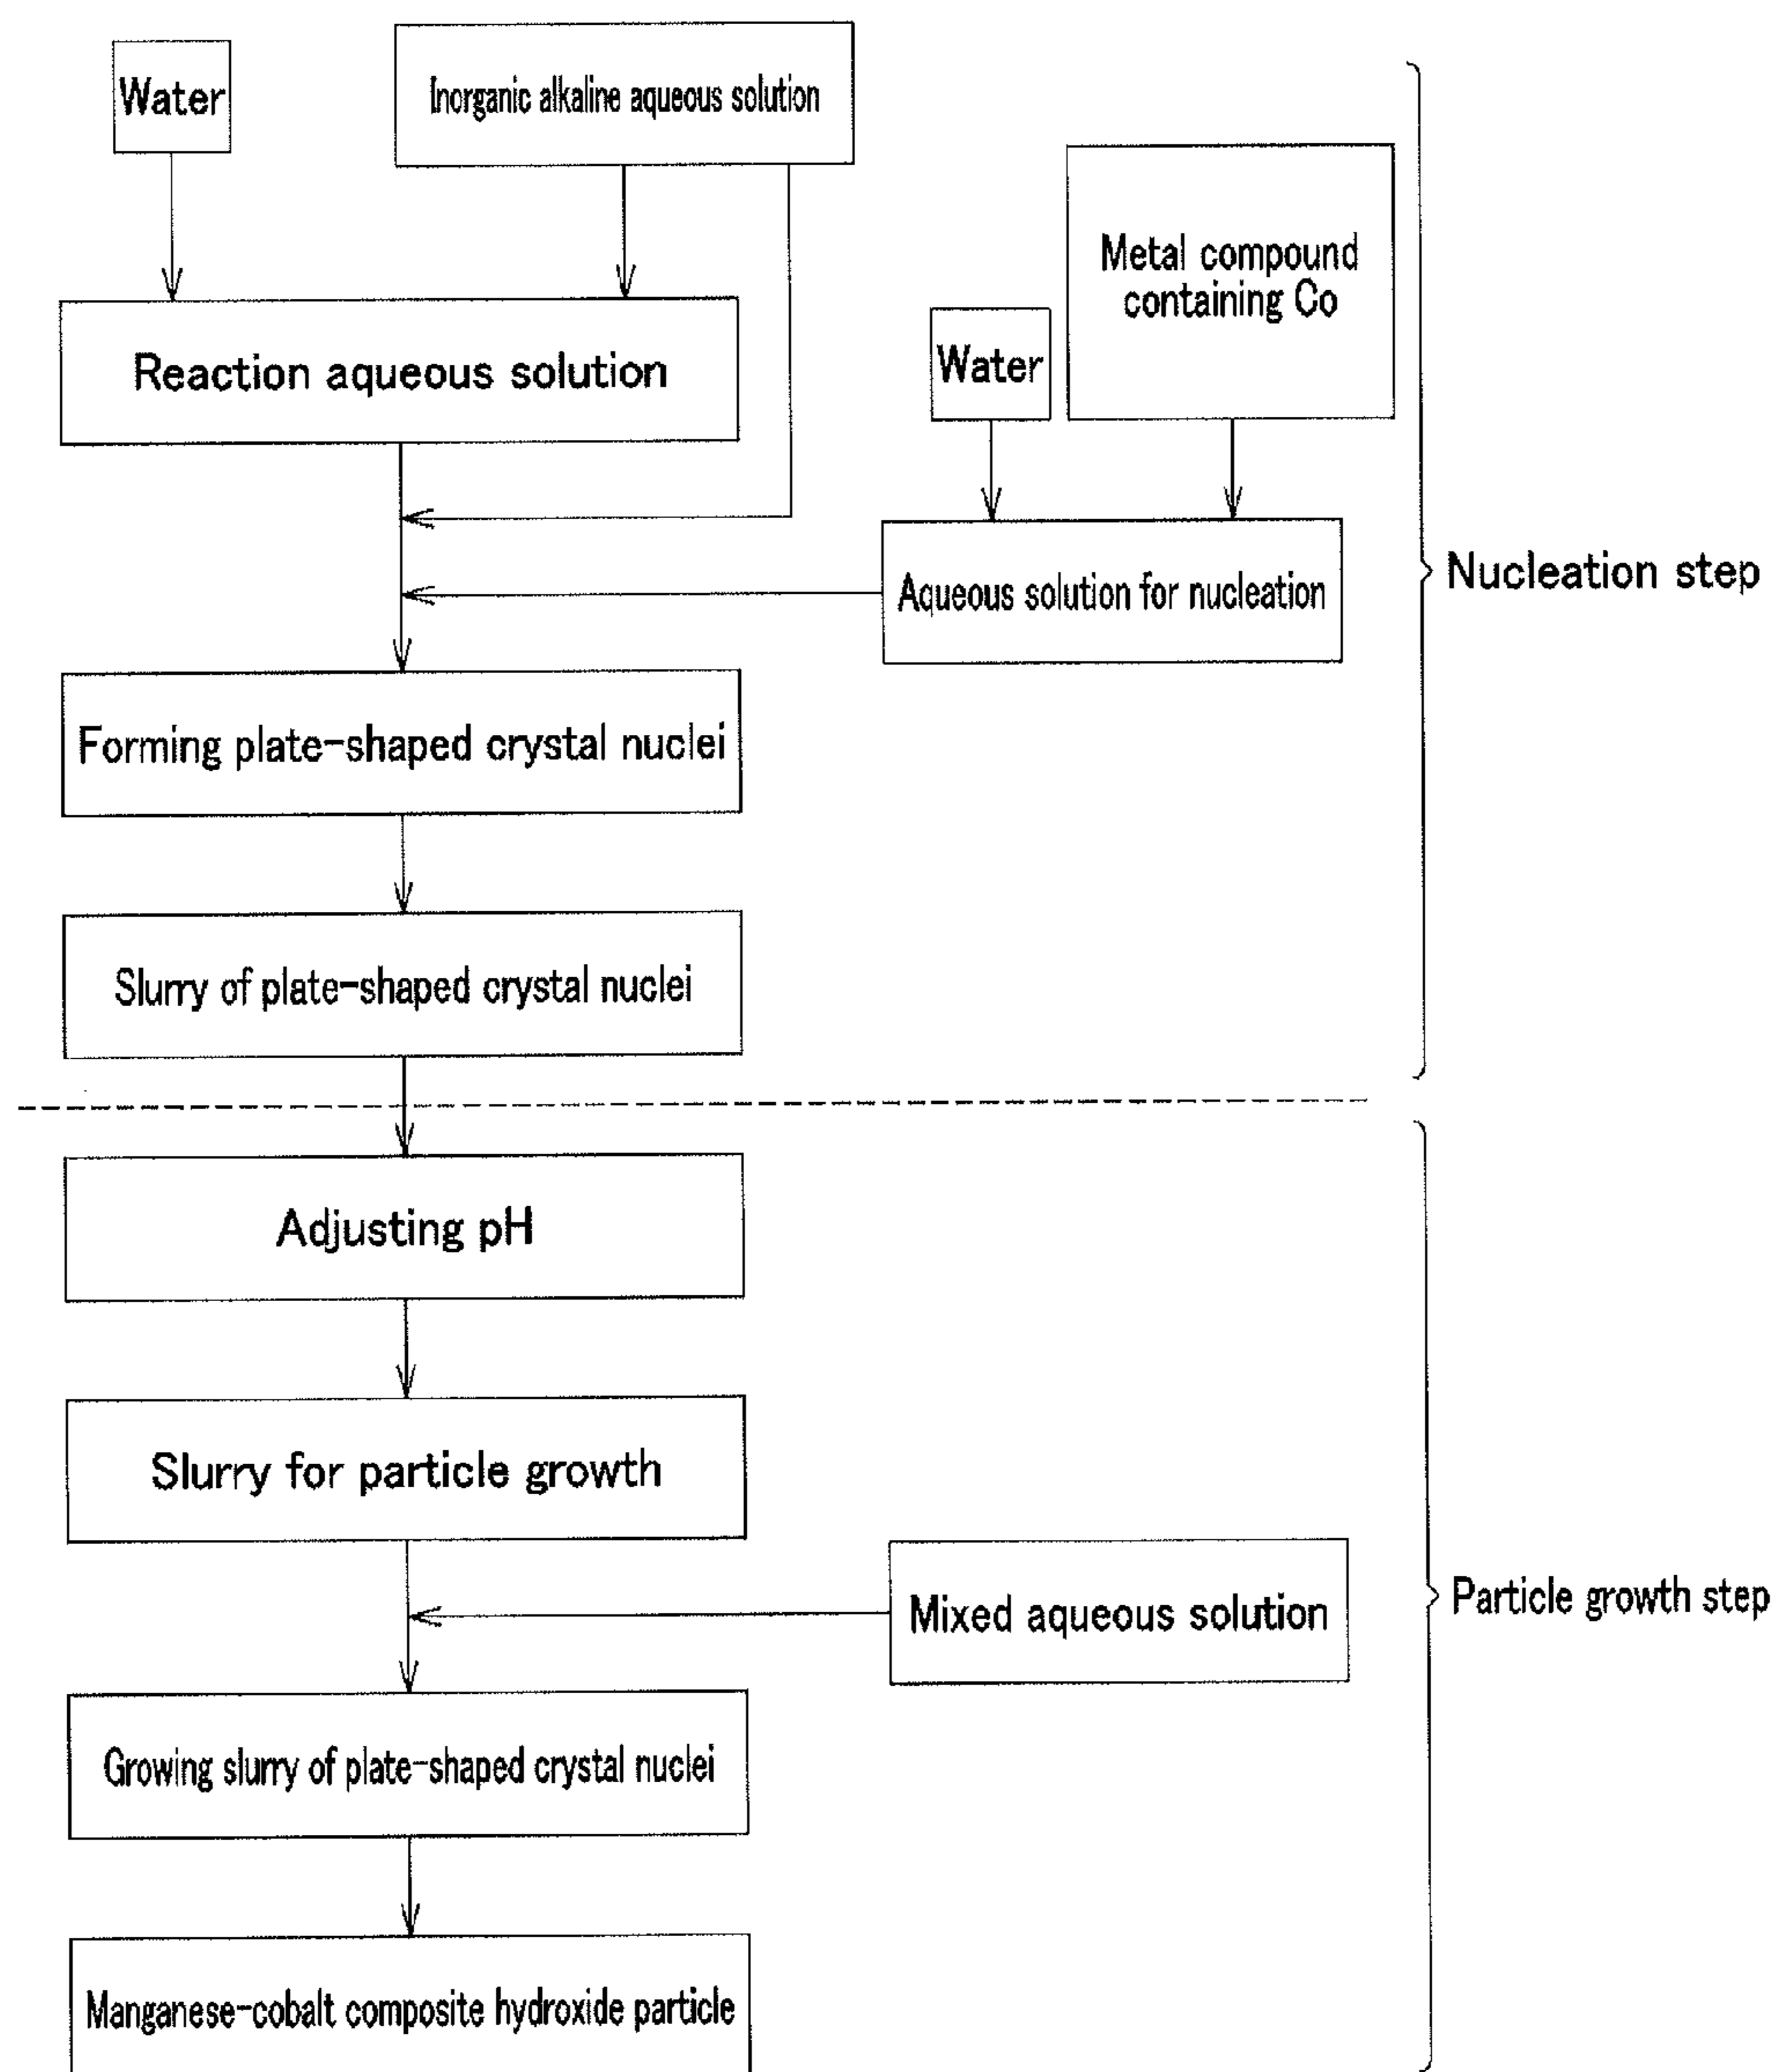 Water
Inorganic alkaline aqueous solution
Metal compound
containing Co
Water
Reaction aqueous solution
Aqueous solution for nucleation
Nucleation step
Forming plate-shaped crystal nuclei
Slurry of plate-shaped crystal nuclei
Adjusting pH
Slurry for particle growth
Mixed aqueous solution
Particle growth step
Growing slurry of plate-shaped crystal nuclei
Manganese-cobalt composite hydroxide particle